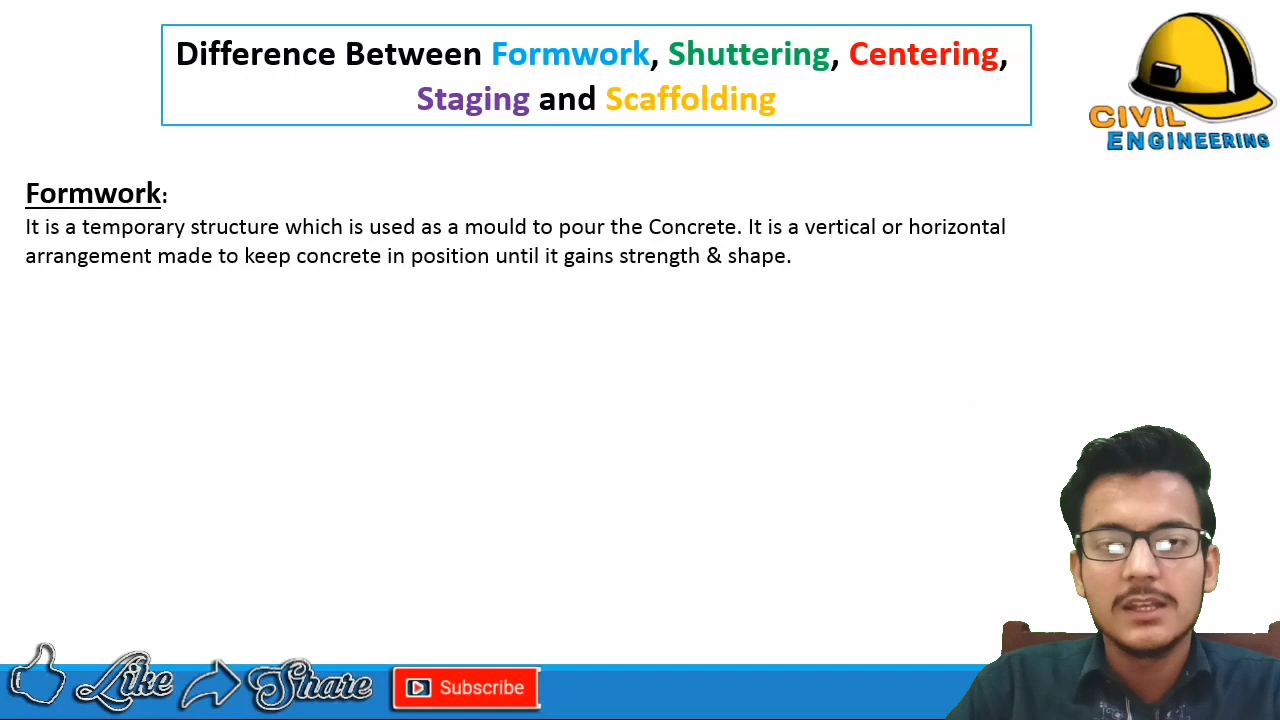 Difference Between Formwork, Shuttering, Centering,
Staging and Scaffolding
CIVIL
ENGINEERING
Formwork:
It is a temporary structure which is used as a mould to pour the Concrete. It is a vertical or horizontal
arrangement made to keep concrete in position until it gains strength & shape.
Like
Share
Subscribe